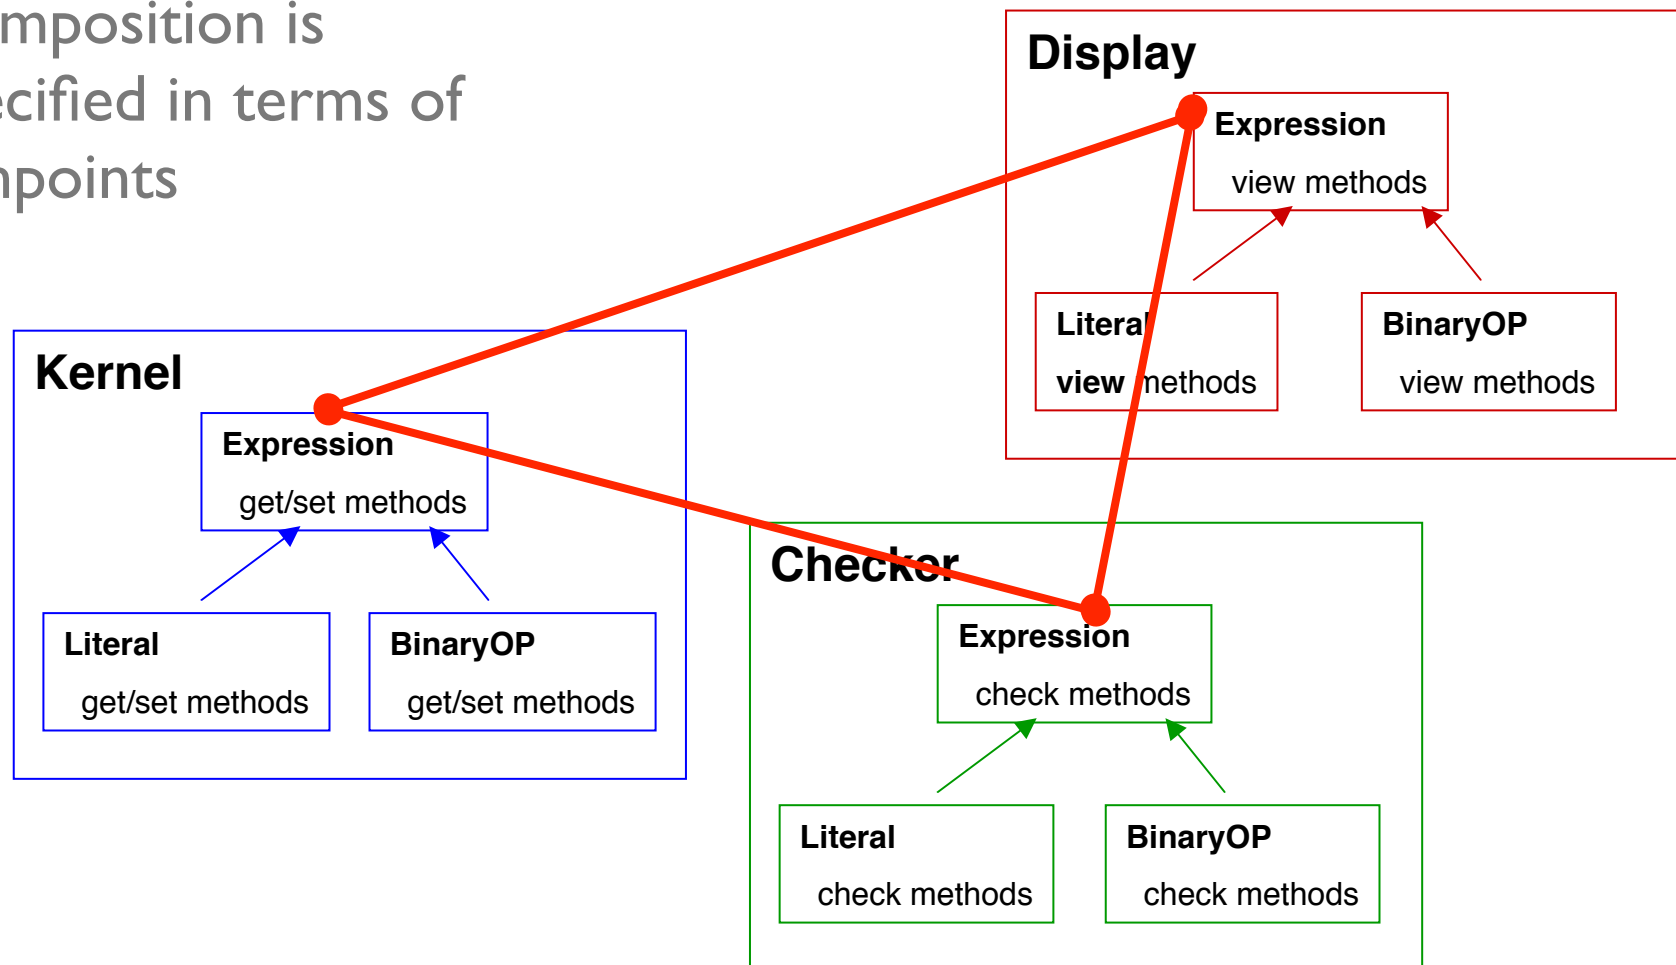 mposition is
ecified in terms of
npoints
Display
Expression
view methods
Literal
view methods
BinaryOP
view methods
Kernel
Expression
get/set methods
Literal
get/set methods
BinaryOP
get/set methods
Checker
Expression
check methods
Literal
check methods
BinaryOP
check methods